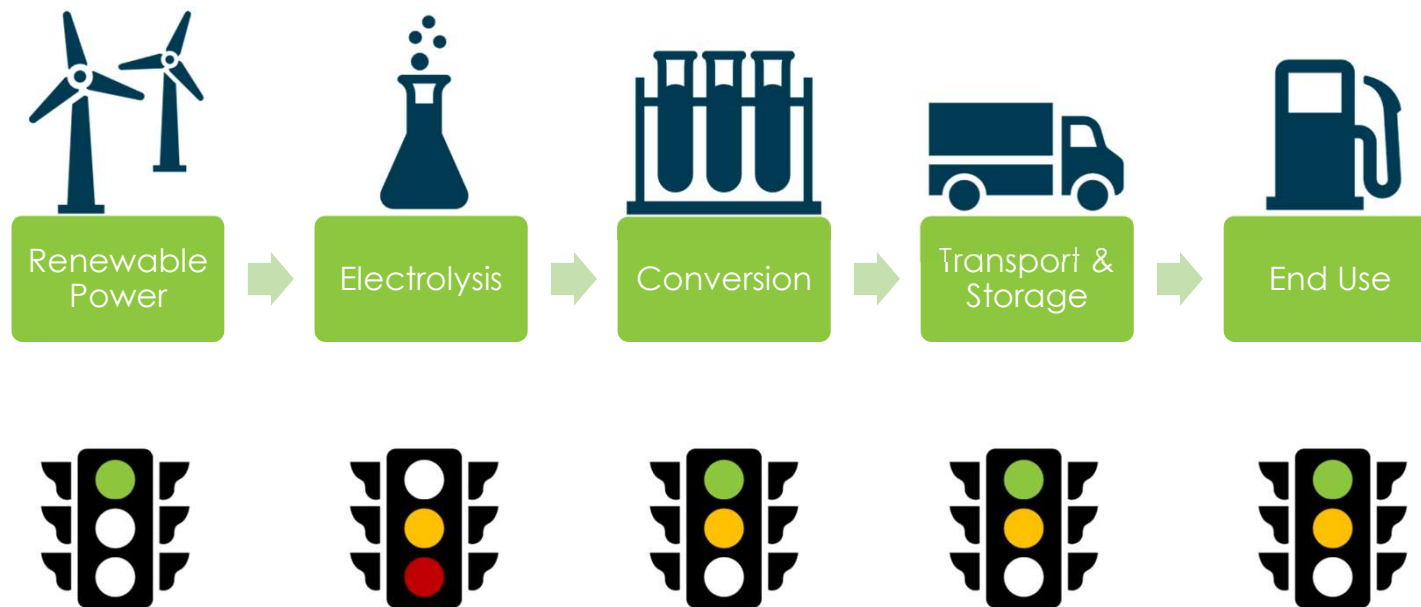 Renewable
Power
Electrolysis
Conversion
Transport &
Storage
End Use